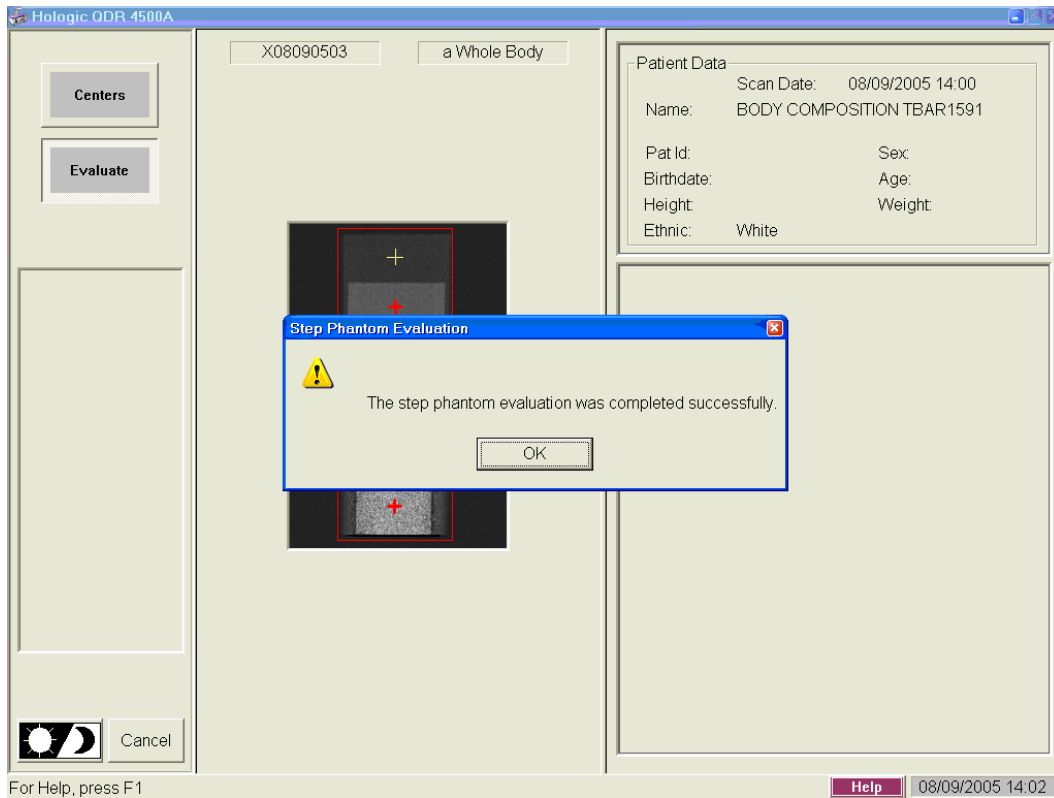 Hologic QDR 4500A
Centers
Evaluate
X08090503
a Whole Body
Patient Data
Scan Date: 08/09/2005 14:00
Name: BODY COMPOSITION TBAR1591
Pat Id: Sex:
Birthdate: Age:
Height: Weight:
Ethnic: White
Step Phantom Evaluation
The step phantom evaluation was completed successfully.
OK
Cancel
For Help, press F1
Help
08/09/2005 14:02